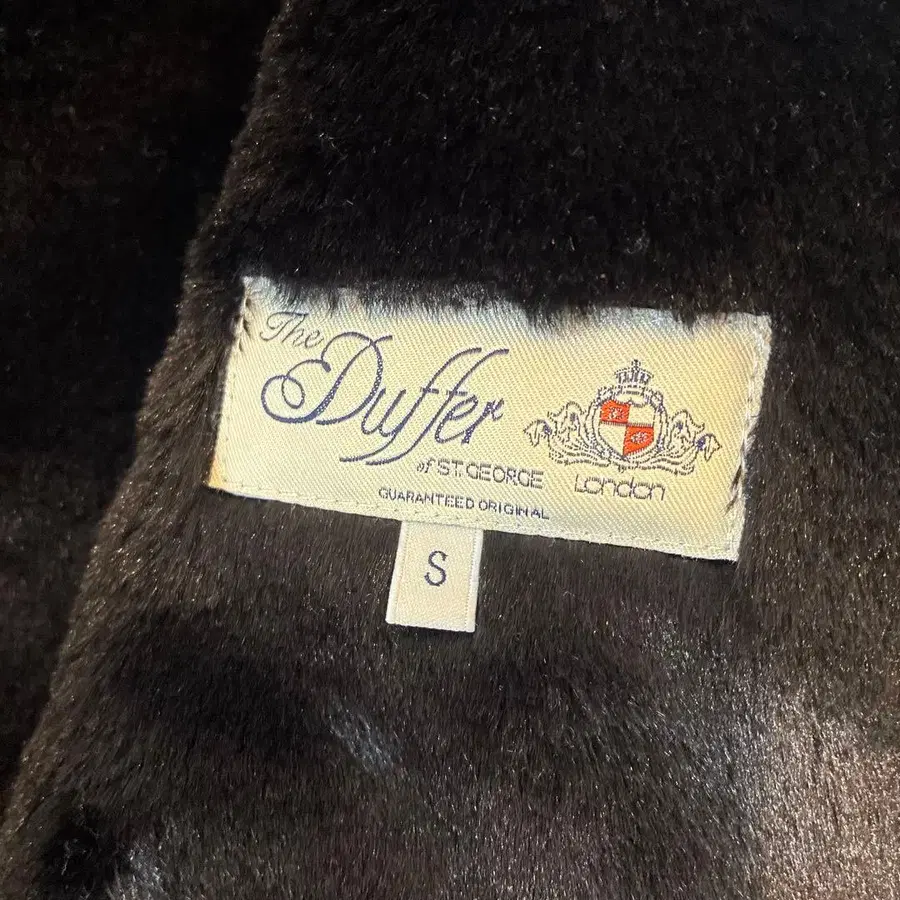 The
Duffer
of ST. GEORGE
GUARANTEED ORIGINAL
London
S